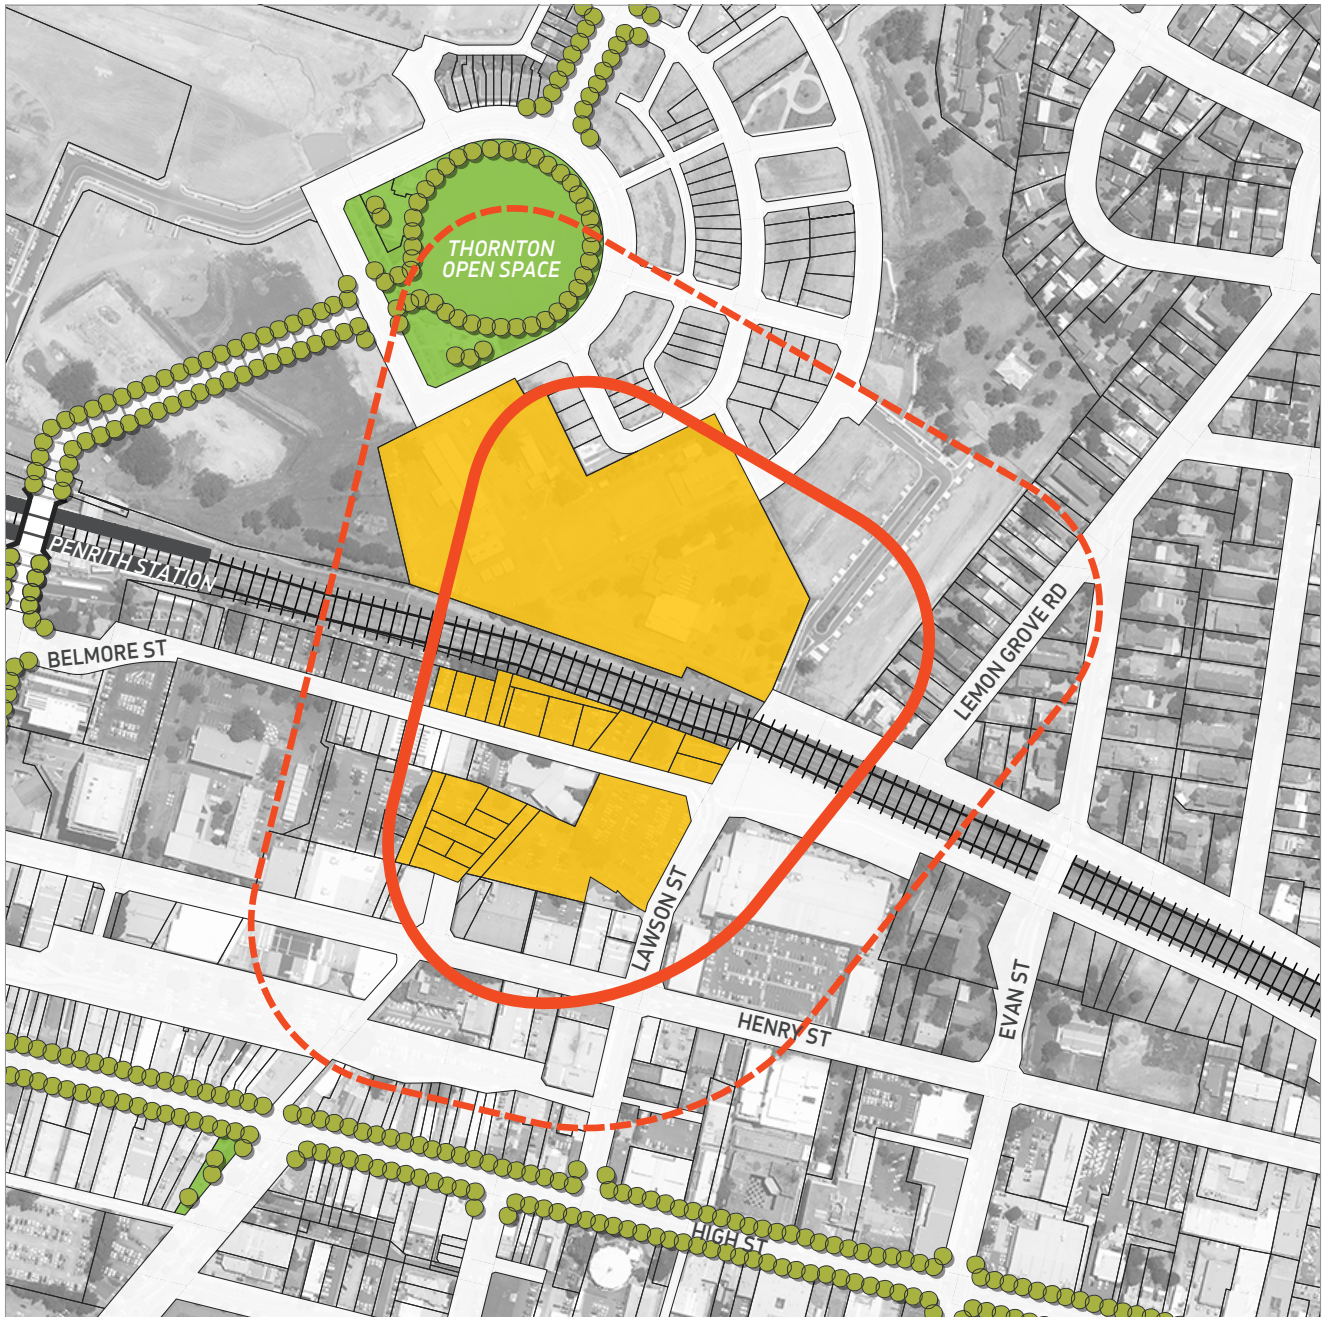 THORNTON
OPEN SPACE
PENRITH STATION
BELMORE ST
LEMON GROVE RD
LAWSON ST
EVAN ST
HENRY ST
HIGH ST